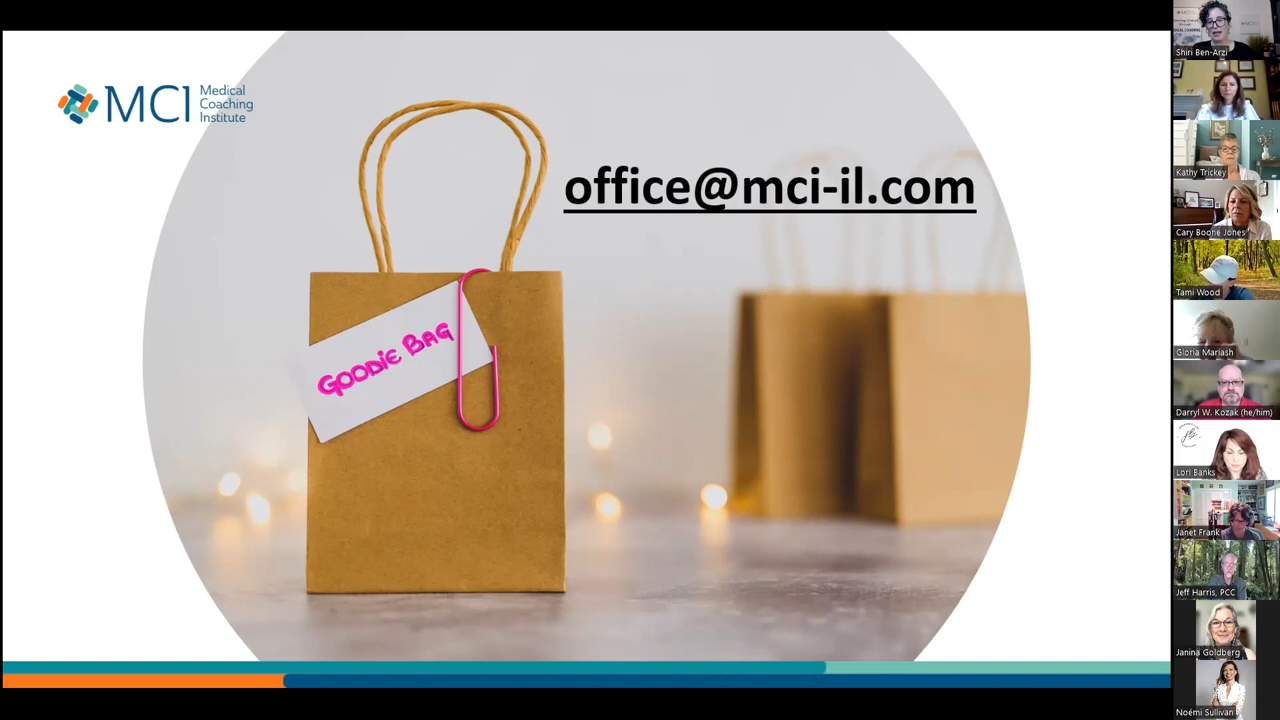 MCI
Medical
Coaching
Institute
office@mci-il.com
GOODIE BAG
Shiri Ben-Arzi
Kathy Trickey
Cary Boone Jones
Tami Wood
Gloria Mariash
Darryl W. Kozak (he/him)
Lori Banks
Janet Frank
Jeff Harris, PCC
Janina Goldberg
Noémi Sullivan